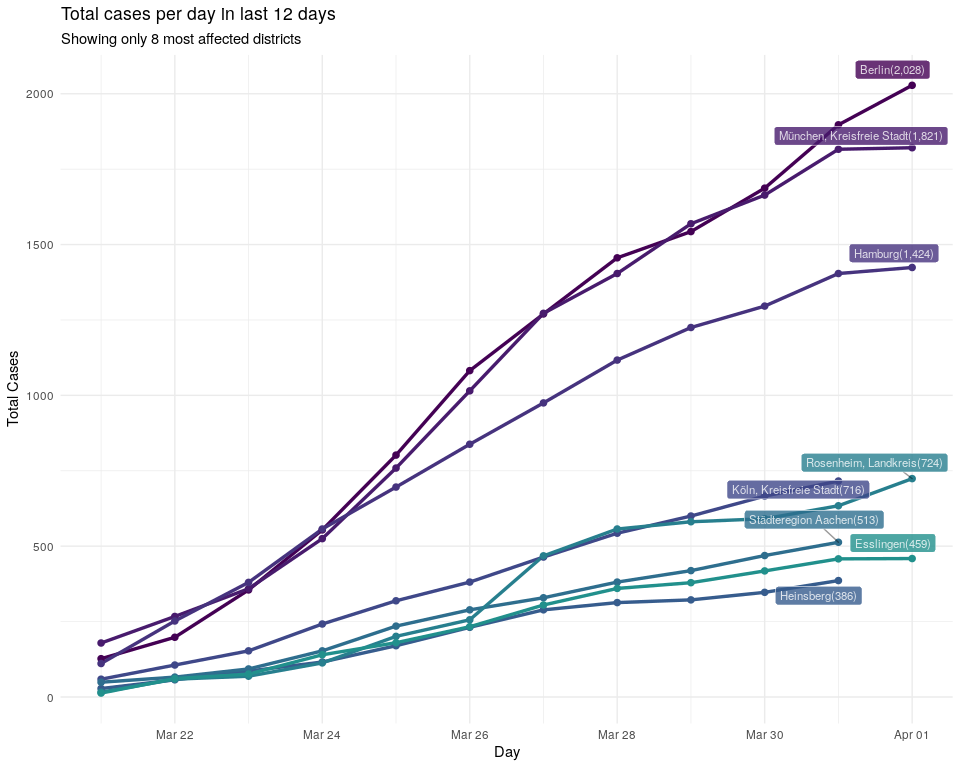 Total cases per day in last 12 days
Showing only 8 most affected districts
Berlin(2,028)
2000
München, Kreisfreie Stadt(1,821)
1500
Hamburg(1,424)
Total Cases
1000
Rosenheim, Landkreis(724)
Köln, Kreisfreie Stadt(716)
Städteregion Aachen(513)
500
Esslingen(459)
Heinsberg(386)
0
Mar 22
Mar 24
Mar 26
Mar 28
Mar 30
Apr 01
Day